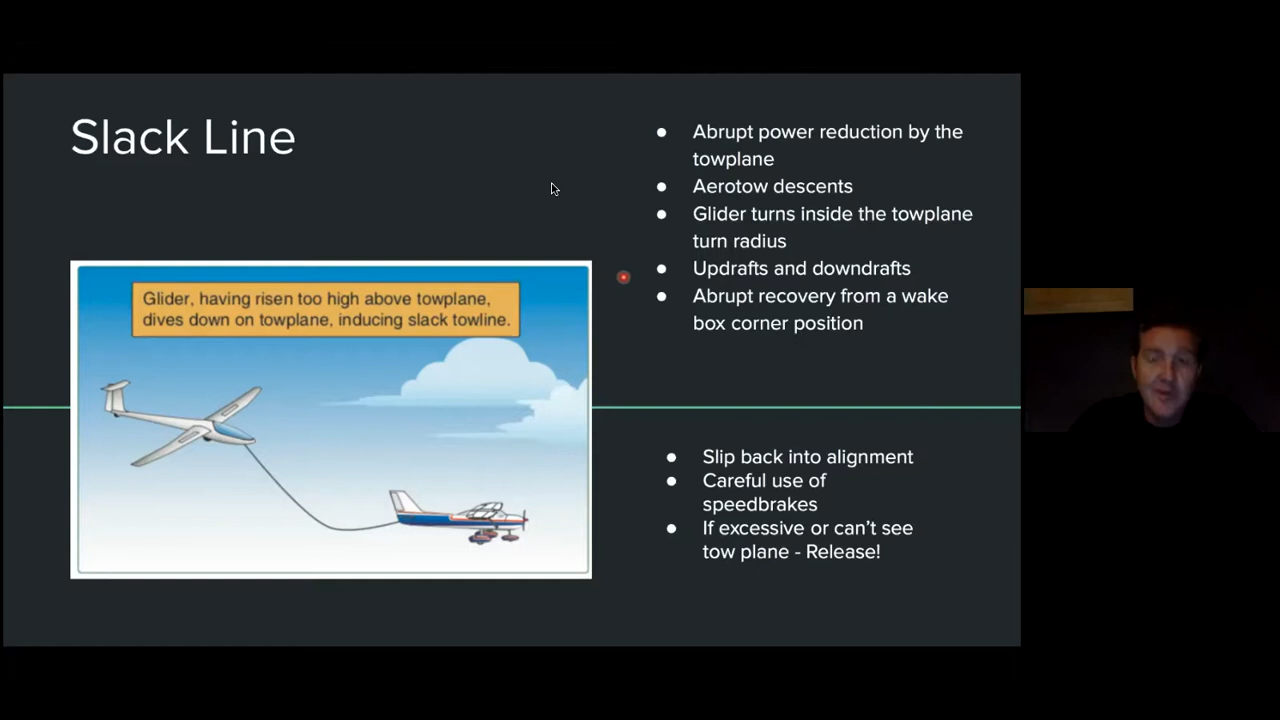 Slack Line
Glider, having risen too high above towplane,
dives down on towplane, inducing slack towline.
● Abrupt power reduction by the
towplane
● Aerotow descents
● Glider turns inside the towplane
turn radius
● Updrafts and downdrafts
● Abrupt recovery from a wake
box corner position
● Slip back into alignment
● Careful use of
speedbrakes
● If excessive or can’t see
tow plane - Release!